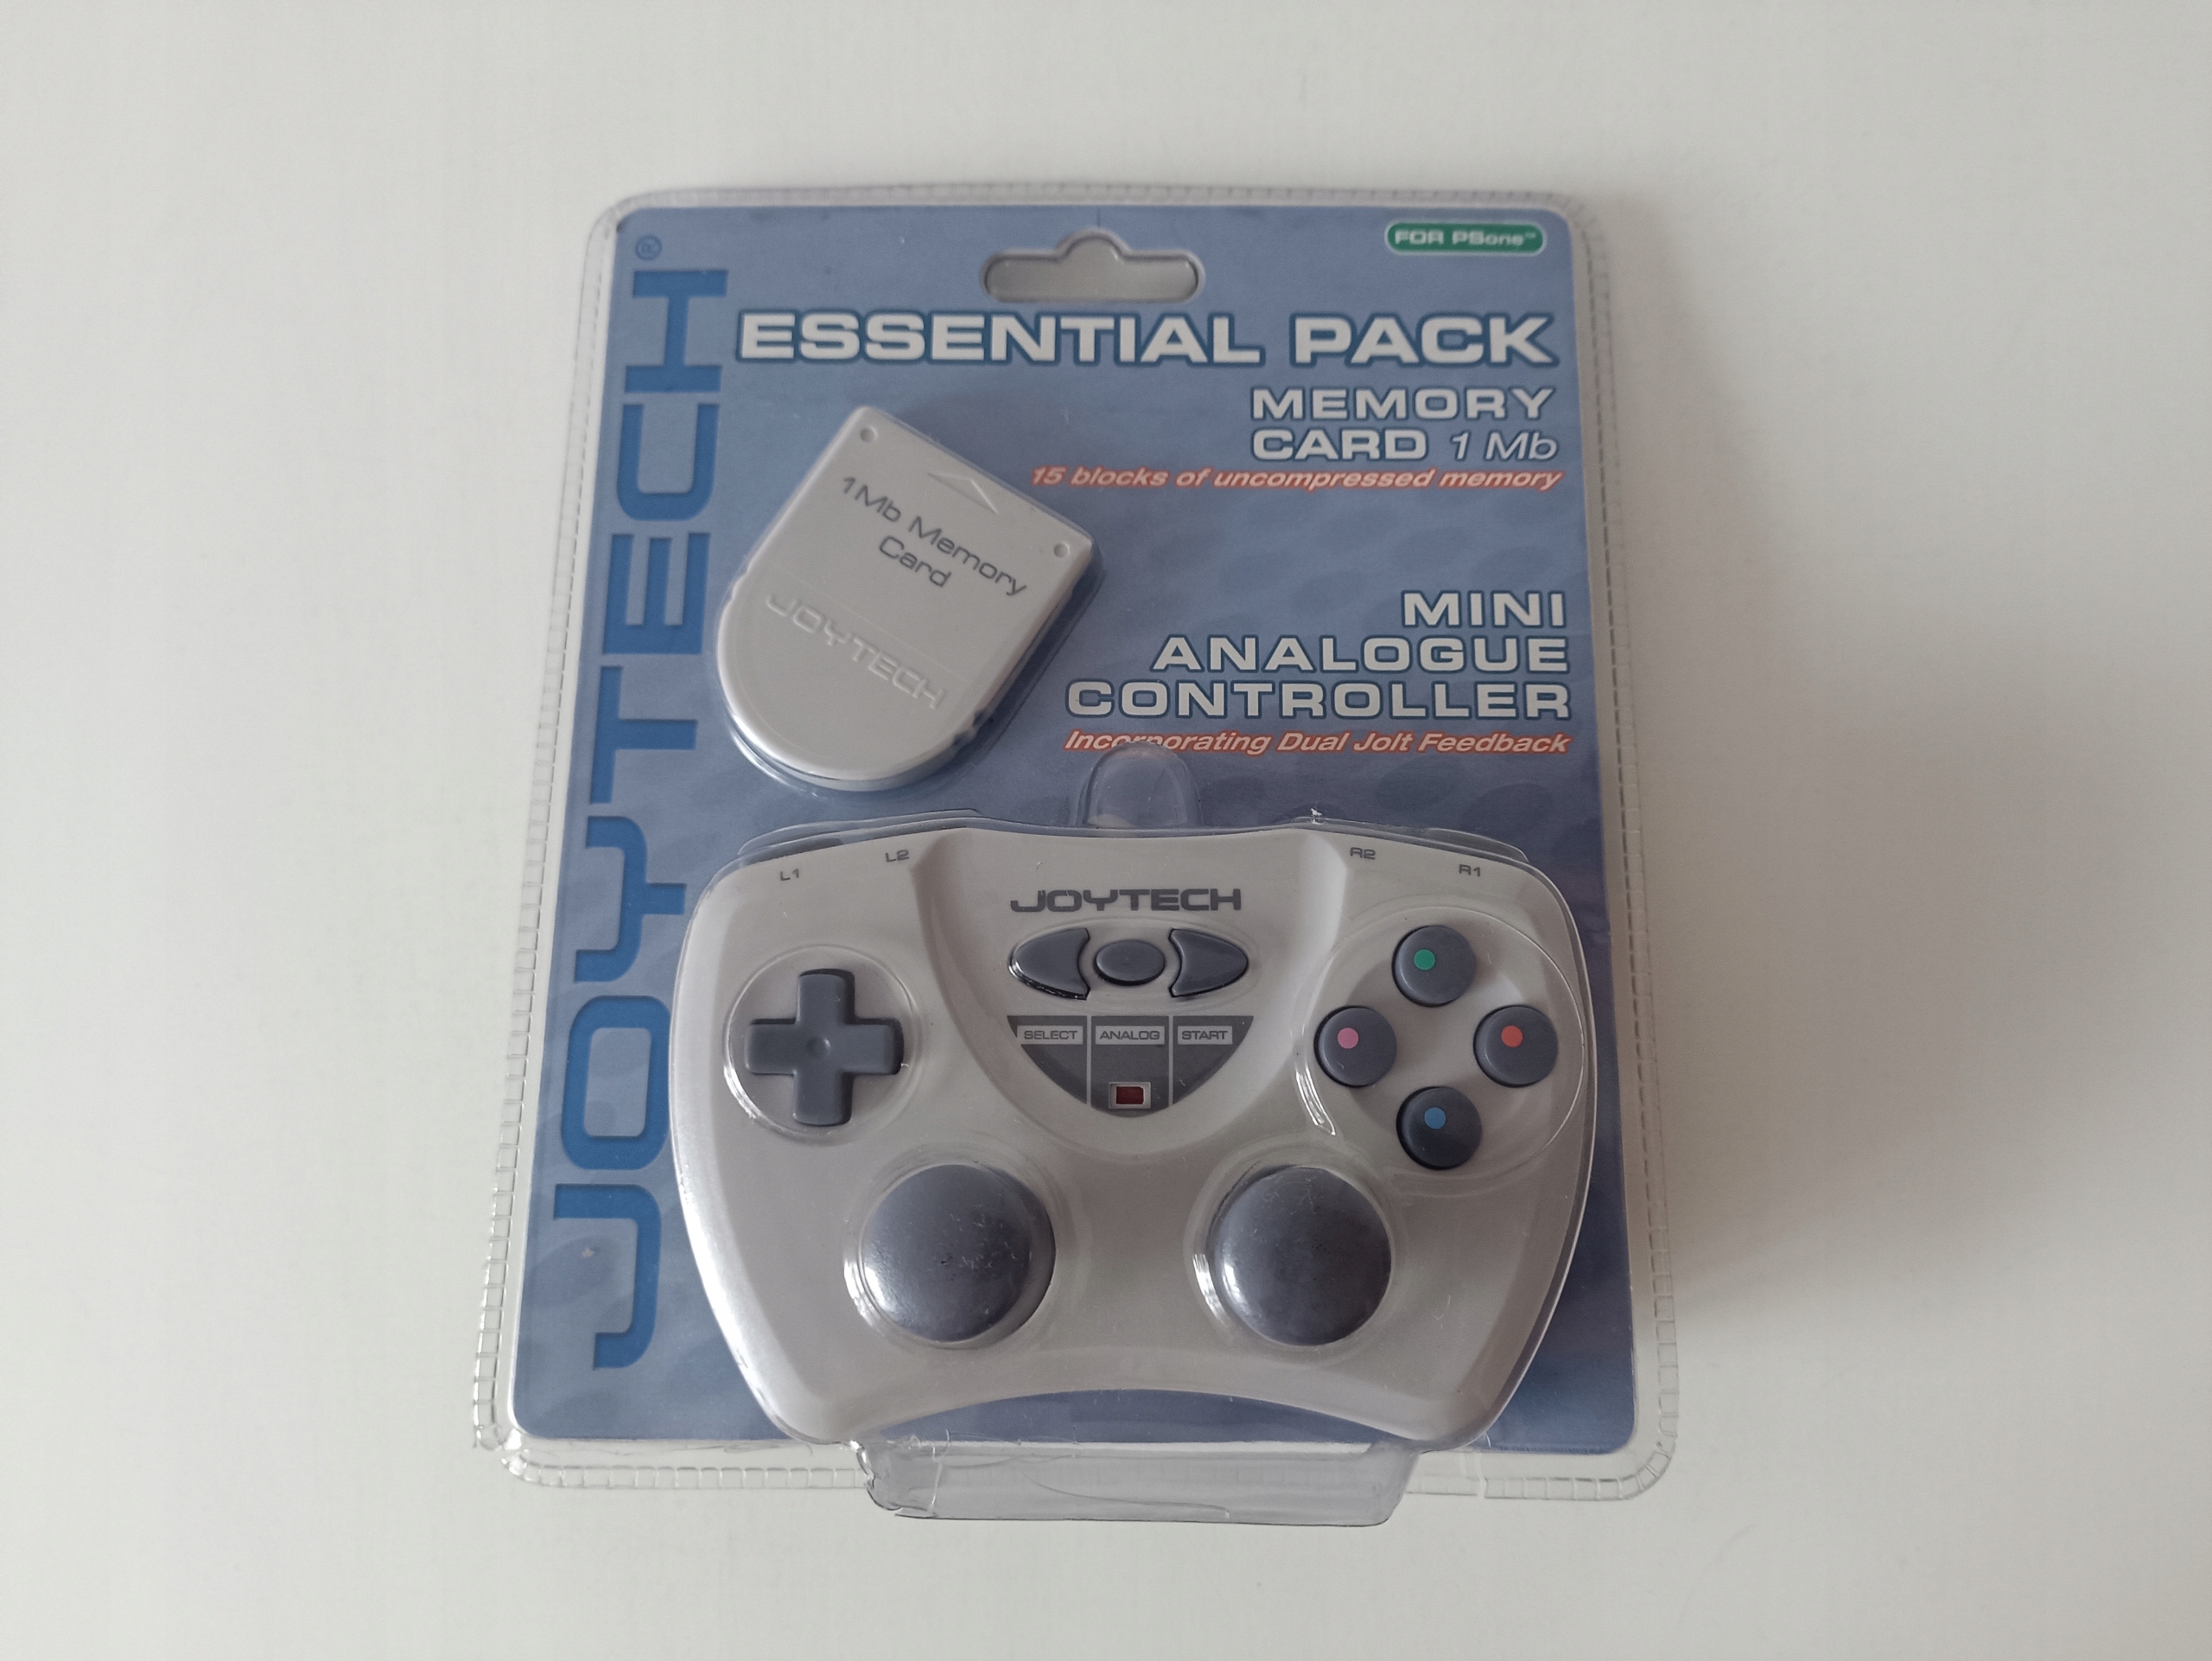 FOR PSone™
JOYTECH®
ESSENTIAL PACK
MEMORY
CARD 1 Mb
15 blocks of uncompressed memory
1Mb Memory
Card
JOYTECH
MINI
ANALOGUE
CONTROLLER
Incorporating Dual Jolt Feedback
L1
L2
R2
R1
JOYTECH
SELECT
ANALOG
START